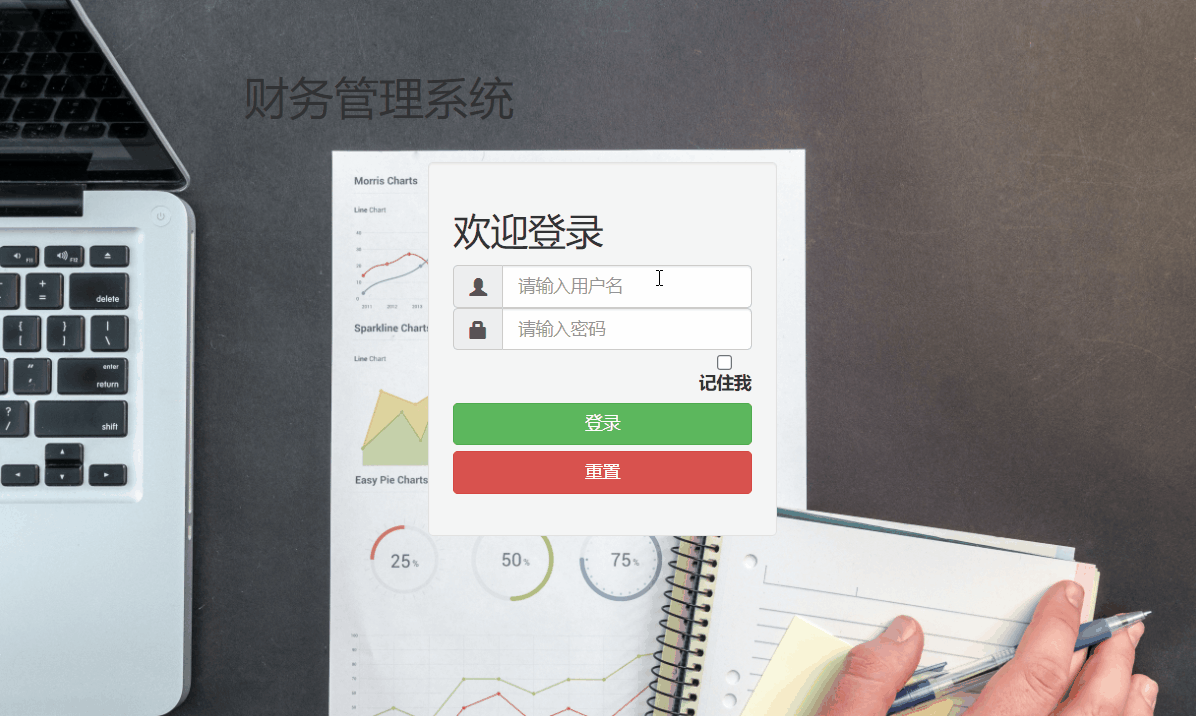 财务管理系统
Morris Charts
Line Chart
欢迎登录
请输入用户名
请输入密码
记住我
登录
重置
Sparkline Charts
Line Chart
Easy Pie Charts
25%
50%
75%
delete
enter
return
shift